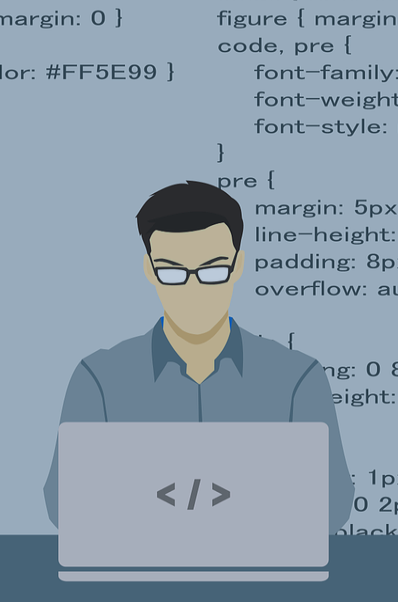 margin: 0 }
figure { margin
code, pre {
lor: #FF5E99 }
font-family:
font-weight
font-style:
}
pre {
margin: 5px
line-height:
padding: 8p
overflow: au
{
ng: 0 8
eight:
: 1p
0 2p
black
</>